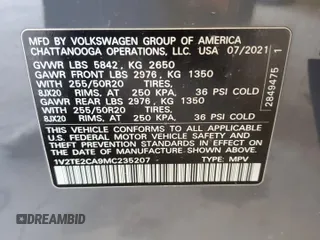 MFD BY VOLKSWAGEN GROUP OF AMERICA
CHATTANOOGA OPERATIONS, LLC. USA 07/2021
GVWR LBS 5842, KG 2650
GAWR FRONT LBS 2976, KG 1350
WITH 255/50R20 TIRES,
8JX20 RIMS, AT 250 KPA, 36 PSI COLD
GAWR REAR LBS 2976, KG 1350
WITH 255/50R20 TIRES,
8JX20 RIMS, AT 250 KPA, 36 PSI COLD
THIS VEHICLE CONFORMS TO ALL APPLICABLE
U.S. FEDERAL MOTOR VEHICLE SAFETY, BUMPER,
AND THEFT PREVENTION STANDARDS IN EFFECT
ON THE DATE OF MANUFACTURE SHOWN ABOVE.
1V2TE2CA9MC235207 TYPE: MPV
2849475 1
DREAMBID